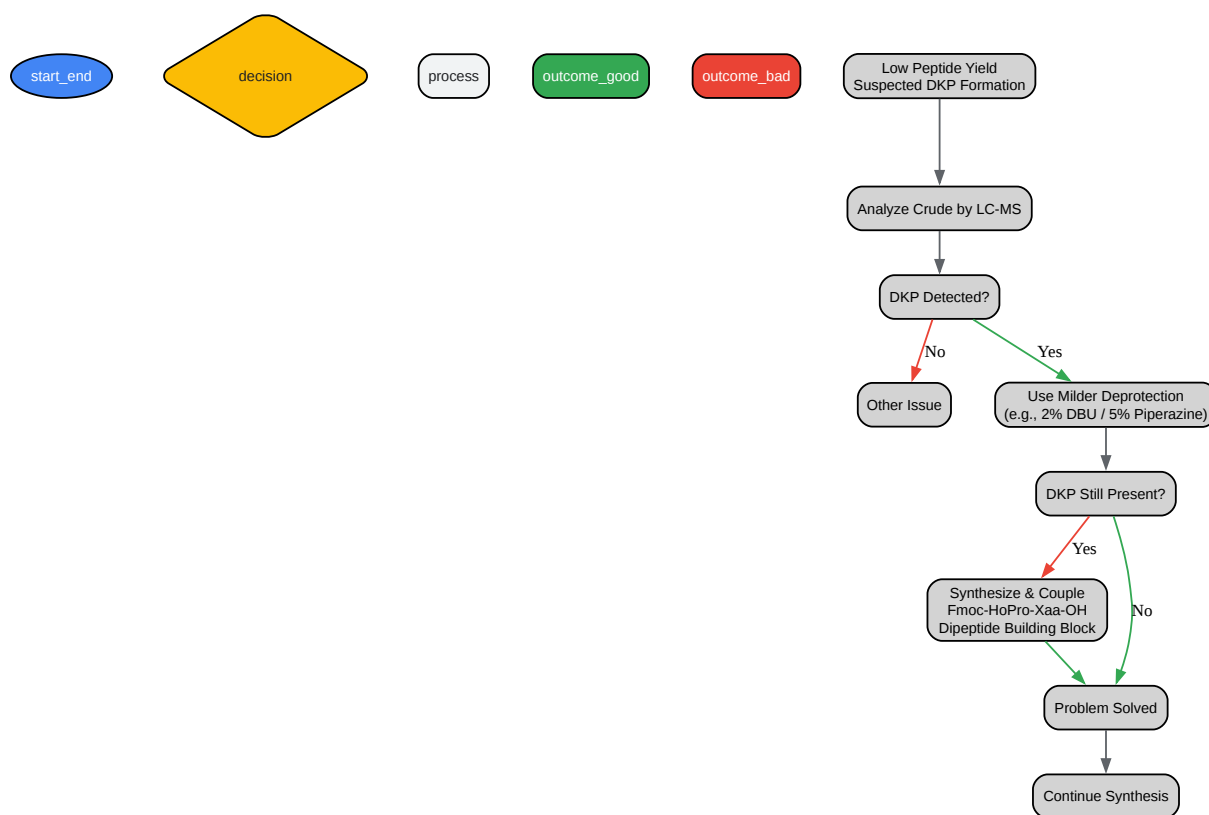 start_end
decision
process
outcome_good
outcome_bad
Low Peptide Yield
Suspected DKP Formation
Analyze Crude by LC-MS
DKP Detected?
No
Yes
Other Issue
Use Milder Deprotection
(e.g., 2% DBU / 5% Piperazine)
DKP Still Present?
Yes
Synthesize & Couple
Fmoc-HoPro-Xaa-OH
Dipeptide Building Block
No
Problem Solved
Continue Synthesis